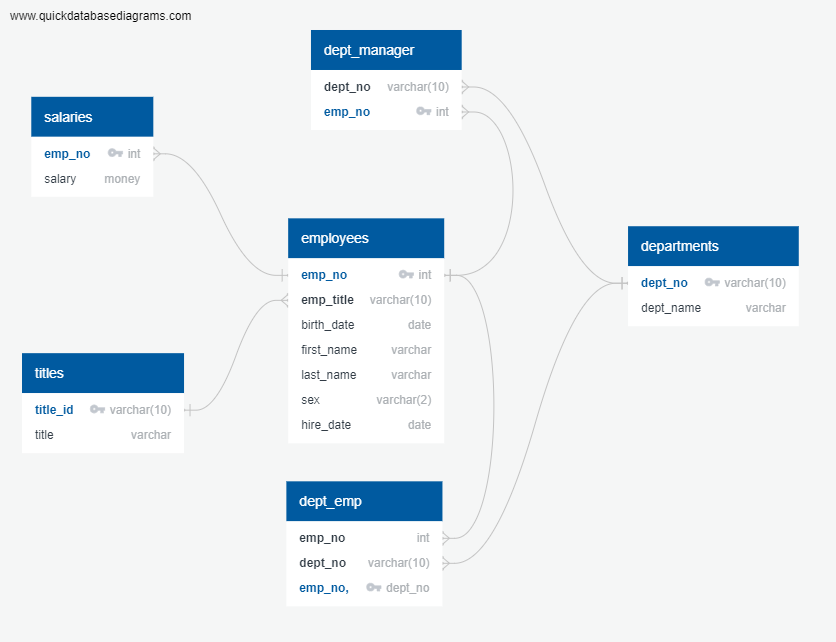 www.quickdatabasediagrams.com
dept_manager
dept_no varchar(10)
emp_no int
salaries
emp_no int
salary money
employees
emp_no int
emp_title varchar(10)
birth_date date
first_name varchar
last_name varchar
sex varchar(2)
hire_date date
departments
dept_no varchar(10)
dept_name varchar
titles
title_id varchar(10)
title varchar
dept_emp
emp_no int
dept_no varchar(10)
emp_no, dept_no